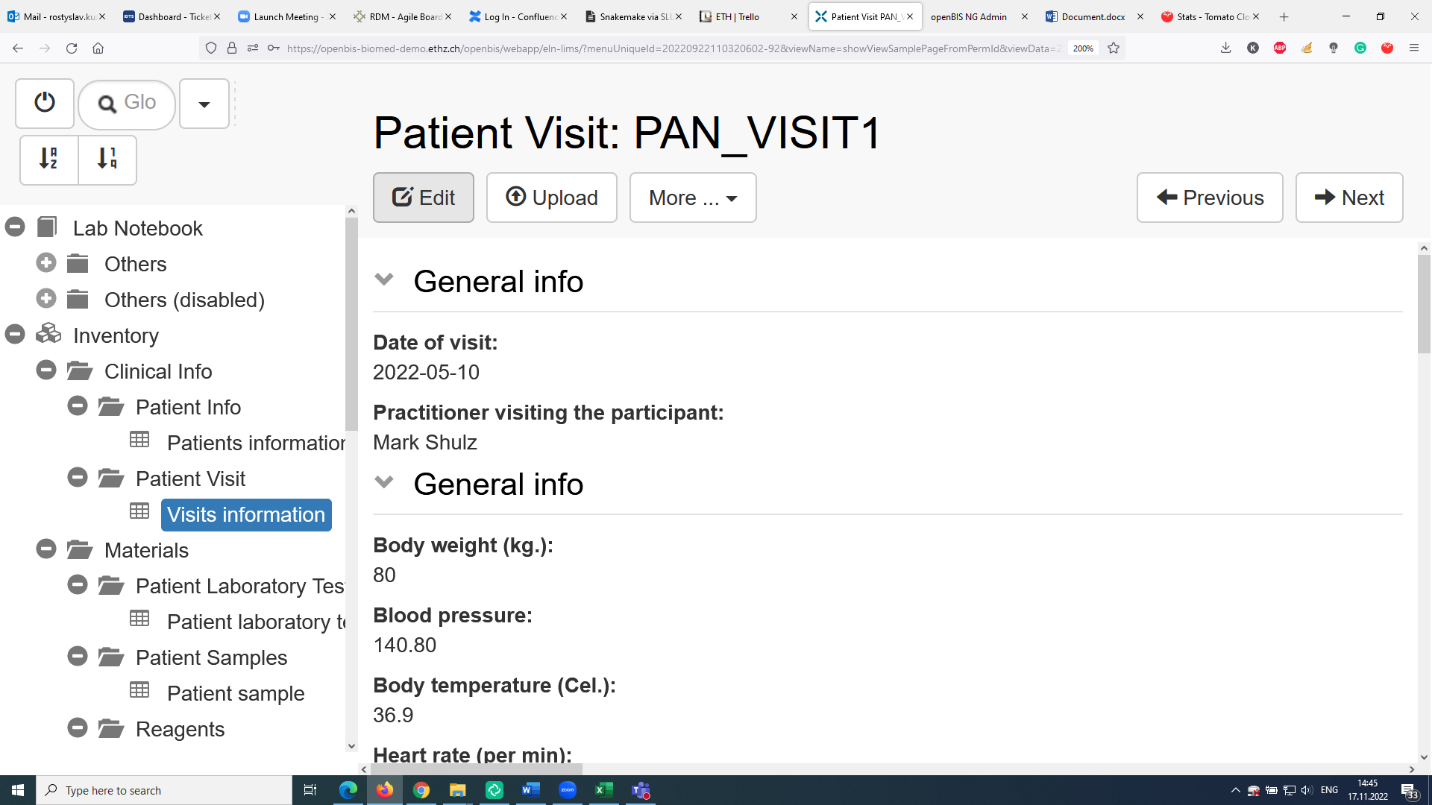 Mail - rostyslav.ku
Dashboard - Ticket
Launch Meeting -
RDM - Agile Board
Log In - Confluenc
Snakemake via SL
ETH | Trello
Patient Visit PAN_V
openBIS NG Admin
Document.docx
Stats - Tomato Clo
https://openbis-biomed-demo.ethz.ch/openbis/webapp/eln-lims/?menuUniqueId=20220922110320602-92&viewName=showViewSamplePageFromPermId&viewData=2
200%
Glo
Patient Visit: PAN_VISIT1
Edit
Upload
More ...
Previous
Next
Lab Notebook
Others
Others (disabled)
Inventory
Clinical Info
Patient Info
Patients information
Patient Visit
Visits information
Materials
Patient Laboratory Tes
Patient laboratory te
Patient Samples
Patient sample
Reagents
General info
Date of visit:
2022-05-10
Practitioner visiting the participant:
Mark Shulz
General info
Body weight (kg.):
80
Blood pressure:
140.80
Body temperature (Cel.):
36.9
Heart rate (per min):
Type here to search
ENG
14:45
17.11.2022
33